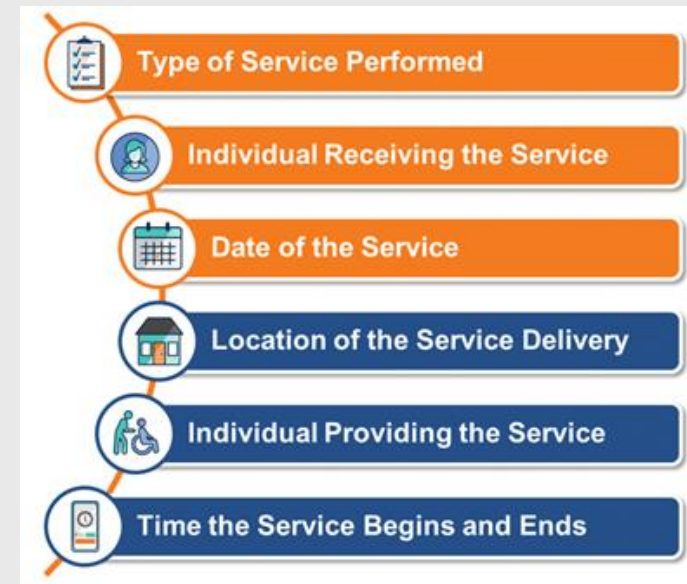 Type of Service Performed
Individual Receiving the Service
Date of the Service
Location of the Service Delivery
Individual Providing the Service
Time the Service Begins and Ends